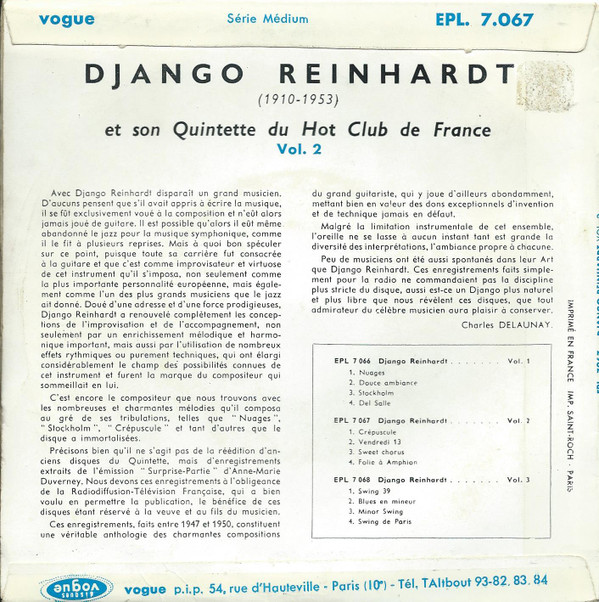 vogue Série Médium EPL. 7.067
DJANGO REINHARDT
(1910-1953)
et son Quintette du Hot Club de France
Vol. 2
Avec Django Reinhardt disparaît un grand musicien.
D'aucuns pensent que s'il avait appris à écrire la musique,
il se fût exclusivement voué à la composition et n'eût alors
jamais joué de guitare. Il est possible qu'alors il eût même
abandonné le jazz pour la musique symphonique, comme
il le fit à plusieurs reprises. Mais à quoi bon spéculer
sur ce point, puisque toute sa carrière fut consacrée
à la guitare et que c'est comme improvisateur et virtuose
de cet instrument qu'il s'imposa, non seulement comme
la plus importante personnalité européenne, mais égale-
ment comme l'un des plus grands musiciens que le jazz
ait donné. Doué d'une adresse et d'une force prodigieuses,
Django Reinhardt a renouvelé complètement les concep-
tions de l'improvisation et de l'accompagnement, non
seulement par un enrichissement mélodique et harmo-
nique important, mais aussi par l'utilisation de nombreux
effets rythmiques ou purement techniques, qui ont élargi
considérablement le champ des possibilités connues de
cet instrument et furent la marque du compositeur qui
sommeillait en lui.
C'est encore le compositeur que nous trouvons avec
les nombreuses et charmantes mélodies qu'il composa
au gré de ses tribulations, telles que "Nuages",
"Stockholm", "Crépuscule" et tant d'autres que le
disque a immortalisées.
Précisons bien qu'il ne s'agit pas de la réédition d'an-
ciens disques du Quintette, mais d'enregistrements
extraits de l'émission "Surprise-Partie" d'Anne-Marie
Duverney. Nous devons ces enregistrements à l'obligeance
de la Radiodiffusion-Télévision Française, qui a bien
voulu en permettre la publication, le bénéfice de ces
disques étant réservé à la veuve et au fils du musicien.
Ces enregistrements, faits entre 1947 et 1950, constituent
une véritable anthologie des charmantes compositions
du grand guitariste, qui y joue d'ailleurs abondamment,
mettant bien en valeur des dons exceptionnels d'invention
et de technique jamais en défaut.
Malgré la limitation instrumentale de cet ensemble,
l'oreille ne se lasse à aucun instant tant est grande la
diversité des interprétations, l'ambiance propre à chacune.
Peu de musiciens ont été aussi spontanés dans leur Art
que Django Reinhardt. Ces enregistrements faits simple-
ment pour la radio ne commandaient pas la discipline
plus stricte du disque, aussi est-ce un Django plus naturel
et plus libre que nous révèlent ces disques, que tout
admirateur du célèbre musicien aura plaisir à conserver.
Charles DELAUNAY.
EPL 7 066 Django Reinhardt . . . . . . . Vol. 1
1. Nuages
2. Douce ambiance
3. Stockholm
4. Del Salle
EPL 7 067 Django Reinhardt . . . . . . . Vol. 2
1. Crépuscule
2. Vendredi 13
3. Sweet chorus
4. Folie à Amphion
EPL 7 068 Django Reinhardt . . . . . . . Vol. 3
1. Swing 39
2. Blues en mineur
3. Minor Swing
4. Swing de Paris
IMPRIMÉ EN FRANCE IMP. SAINT-ROCH - PARIS
vogue
vogue p.i.p. 54, rue d'Hauteville - Paris (10e) - Tél. TAItbout 93-82. 83. 84